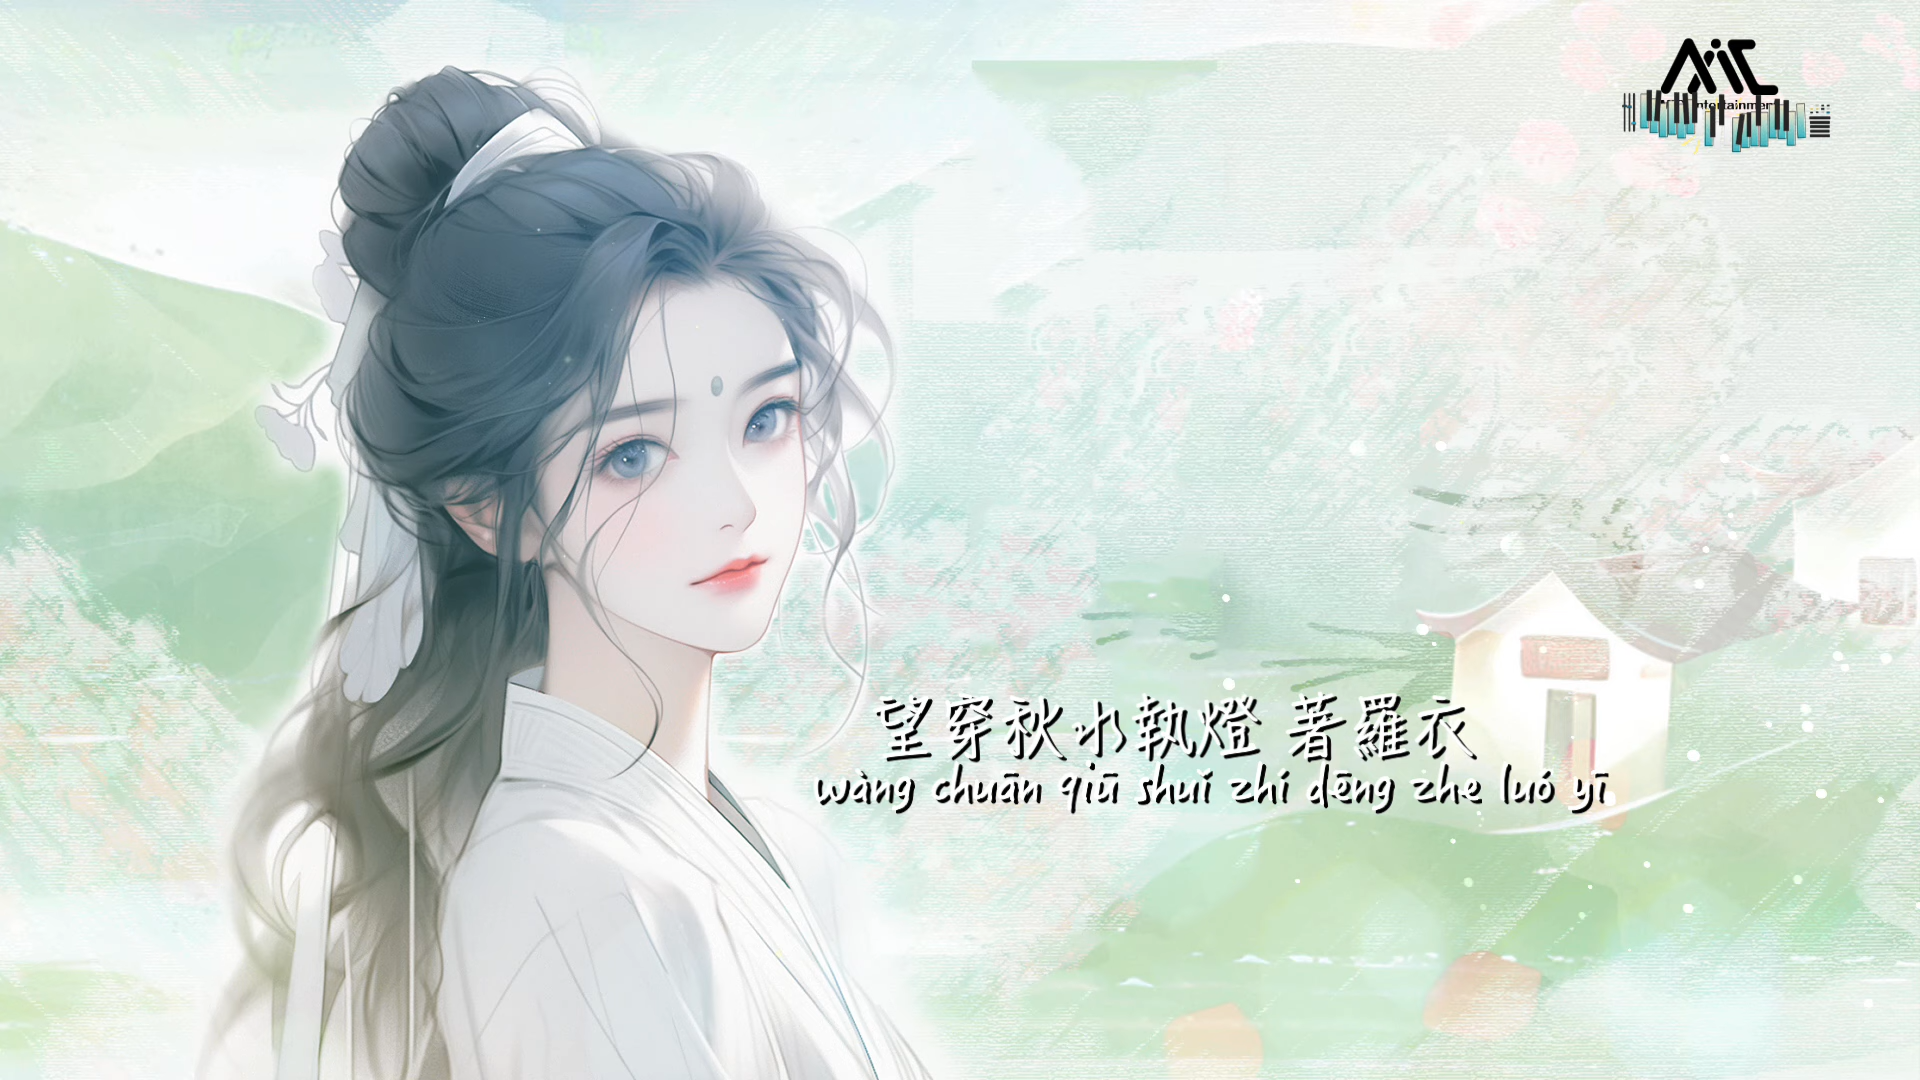 AIC
Entertainment
望穿秋水執燈 著羅衣
wàng chuān qiū shuǐ zhí dēng zhe luó yī